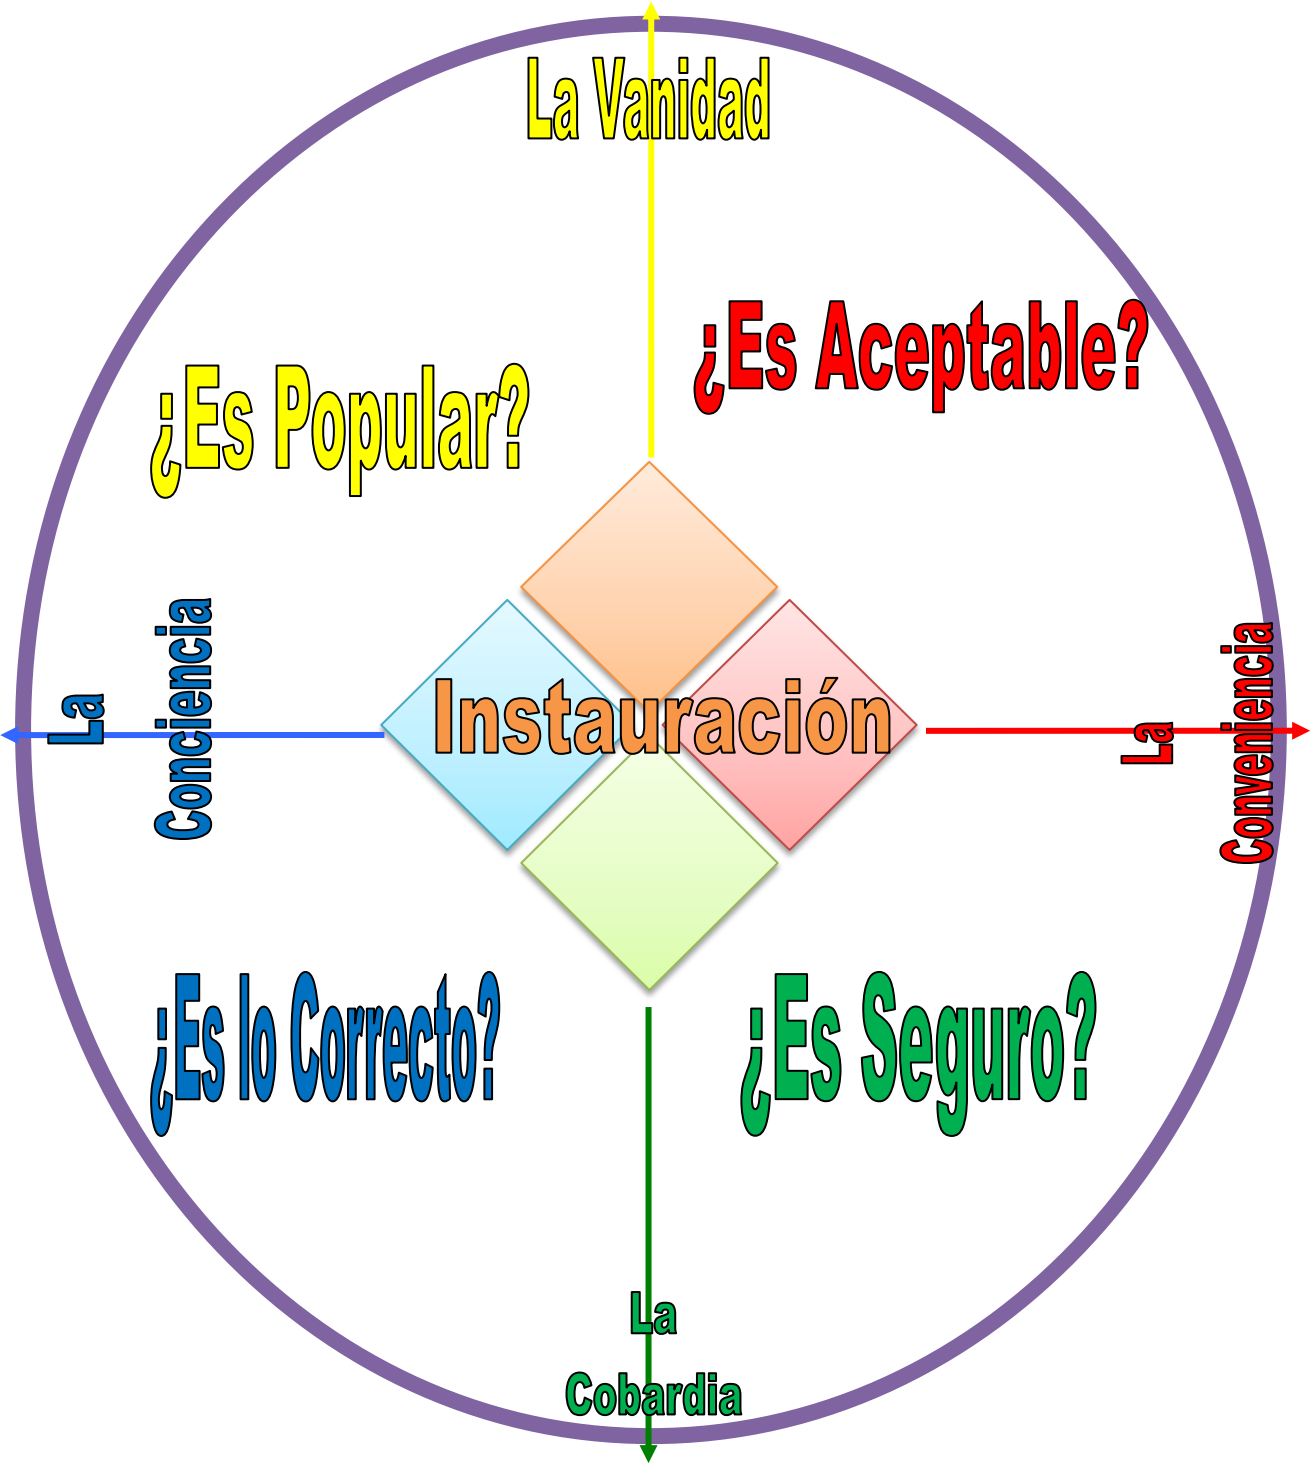 La Vanidad
¿Es Aceptable?
¿Es Popular?
La
Conciencia
Instauración
La
Conveniencia
¿Es lo Correcto?
¿Es Seguro?
La
Cobardia